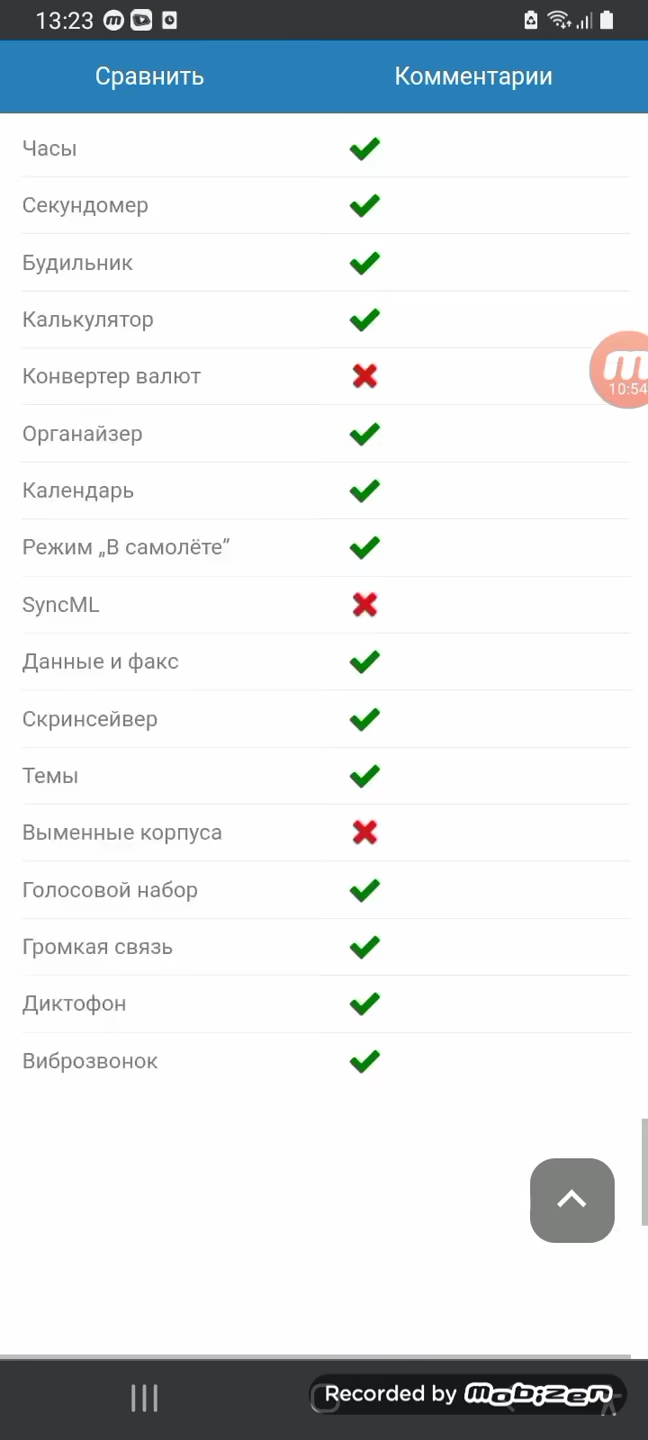 13:23
Сравнить Комментарии
Часы
Секундомер
Будильник
Калькулятор
Конвертер валют
10:54
Органайзер
Календарь
Режим „В самолёте”
SyncML
Данные и факс
Скринсейвер
Темы
Выменные корпуса
Голосовой набор
Громкая связь
Диктофон
Виброзвонок
Recorded by mobizen